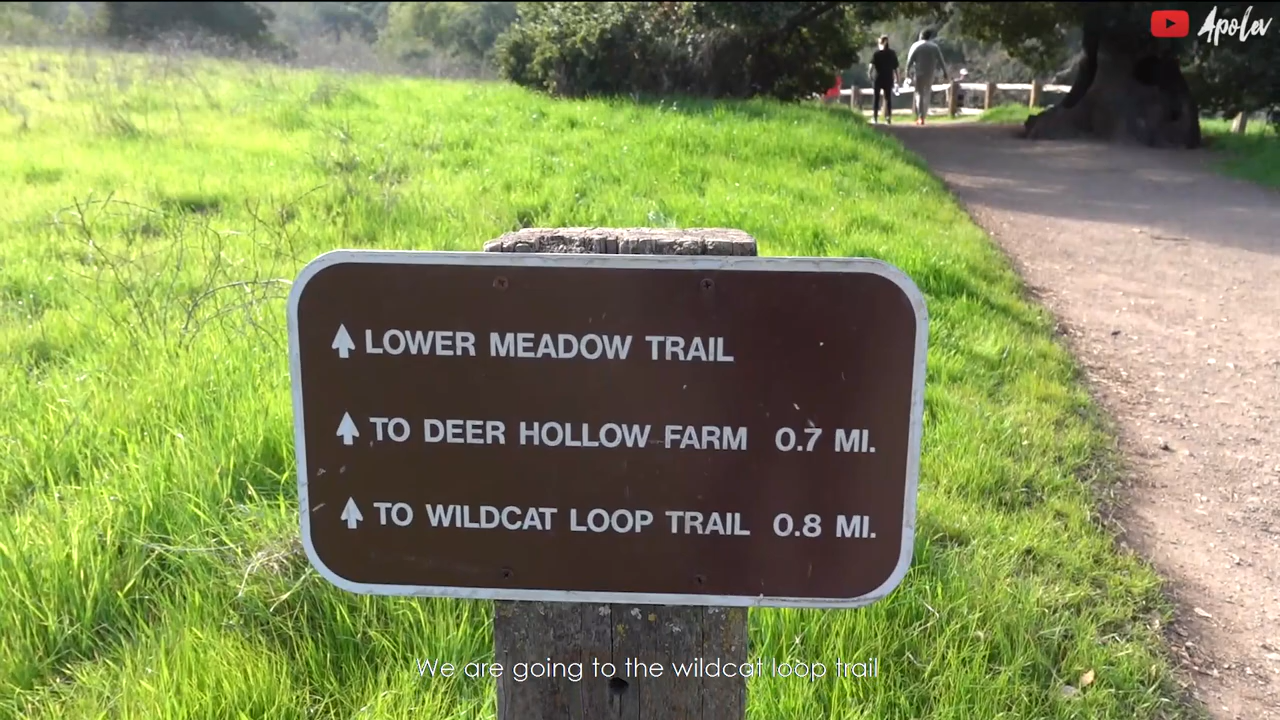 Apolev
LOWER MEADOW TRAIL
TO DEER HOLLOW FARM 0.7 MI.
TO WILDCAT LOOP TRAIL 0.8 MI.
We are going to the wildcat loop trail